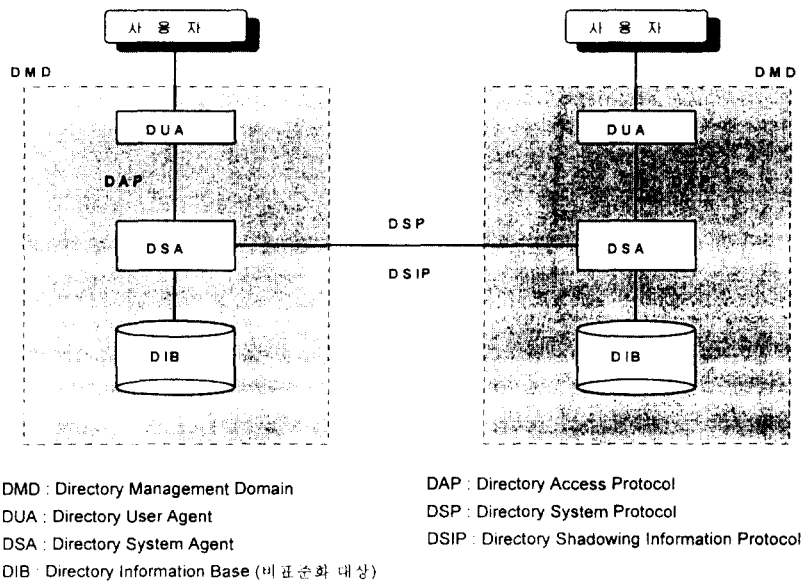 사 용 자
사 용 자
DMD
DMD
DUA
DUA
DAP
DSP
DSA
DSA
DSIP
DIB
DIB
DMD : Directory Management Domain
DUA : Directory User Agent
DSA : Directory System Agent
DIB : Directory Information Base (비표준화 대상)
DAP : Directory Access Protocol
DSP : Directory System Protocol
DSIP : Directory Shadowing Information Protocol